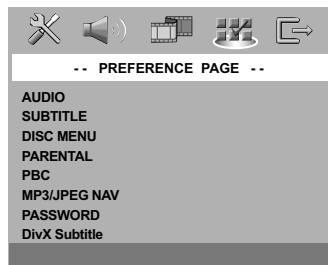 -- PREFERENCE PAGE --
AUDIO
SUBTITLE
DISC MENU
PARENTAL
PBC
MP3/JPEG NAV
PASSWORD
DivX Subtitle